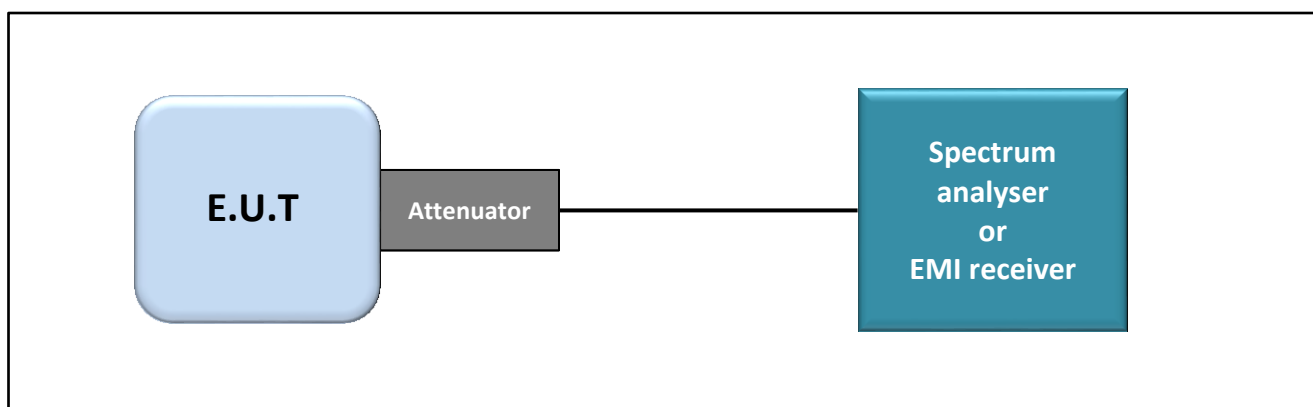 E.U.T
Attenuator
Spectrum
analyser
or
EMI receiver